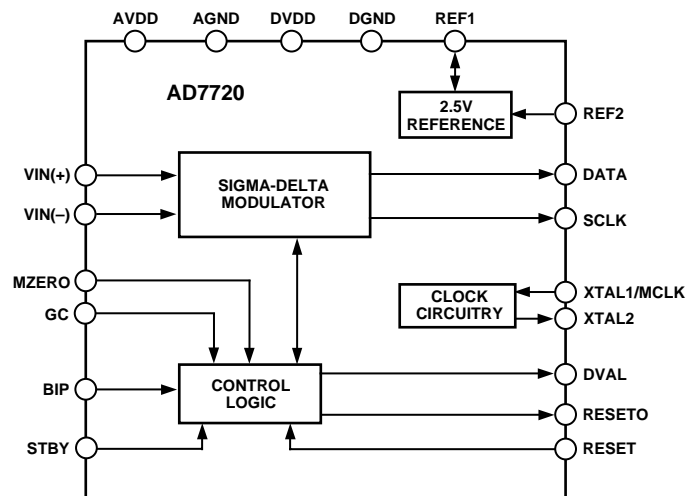 AVDD AGND DVDD DGND REF1
AD7720
2.5V
REFERENCE
REF2
VIN(+)
VIN(–)
SIGMA-DELTA
MODULATOR
DATA
SCLK
MZERO
GC
CLOCK
CIRCUITRY
XTAL1/MCLK
XTAL2
BIP
STBY
CONTROL
LOGIC
DVAL
RESETO
RESET